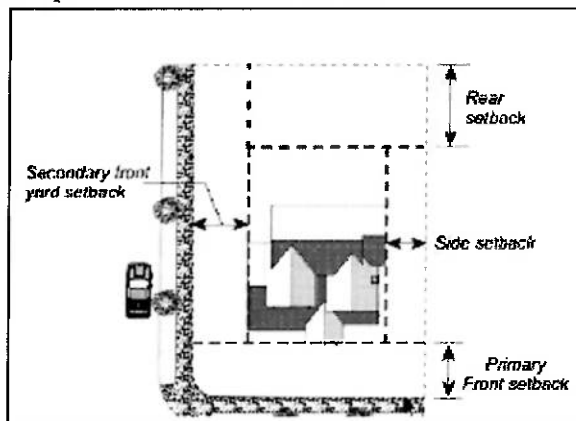 Rear
setback
Secondary front
yard setback
Side setback
Primary
Front setback